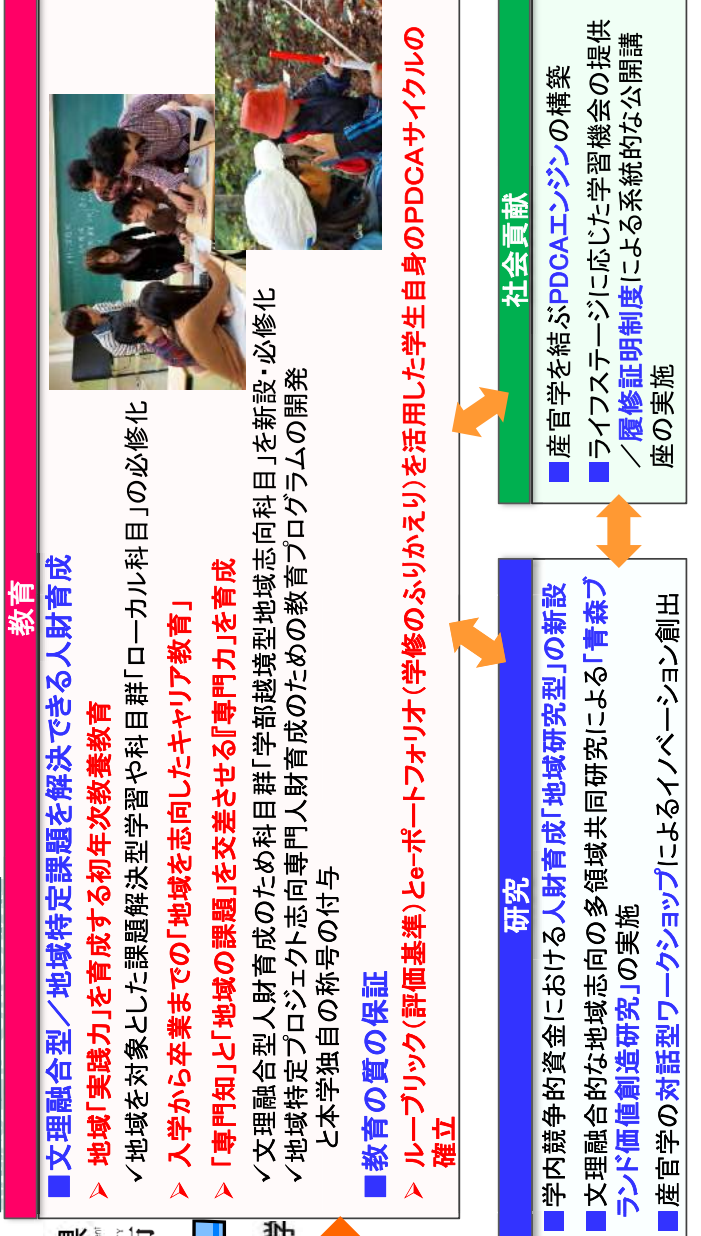 教育
■文理融合型／地域特定課題を解決できる人財育成
➤ 地域「実践力」を育成する初年次教養教育
✓地域を対象とした課題解決型学習や科目群「ローカル科目」の必修化
➤ 入学から卒業までの「地域を志向したキャリア教育」
➤ 「専門知」と「地域の課題」を交差させる『専門力」を育成
✓文理融合型人財育成のため科目群「学部越境型地域志向科目」を新設・必修化
✓地域特定プロジェクト志向専門人財育成のための教育プログラムの開発
と本学独自の称号の付与
■教育の質の保証
➤ ルーブリック（評価基準）とe-ポートフォリオ（学修のふりかえり）を活用した学生自身のPDCAサイクルの
確立
研究
■学内競争的資金における人財育成「地域研究型」の新設
■文理融合的な地域志向の多領域共同研究による「青森ブ
ランド価値創造研究」の実施
■産官学の対話型ワークショップによるイノベーション創出
社会貢献
■産官学を結ぶPDCAエンジンの構築
■ライフステージに応じた学習機会の提供
／履修証明制度による系統的な公開講
座の実施
学